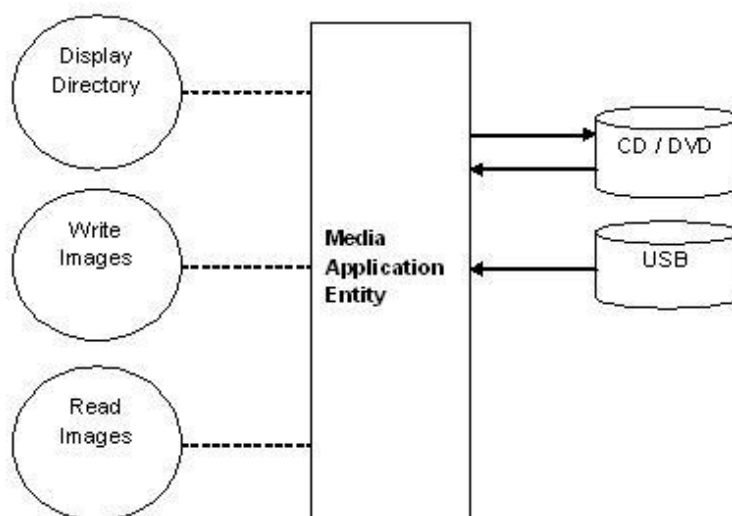 Display
Directory
Write
Images
Read
Images
Media
Application
Entity
CD / DVD
USB